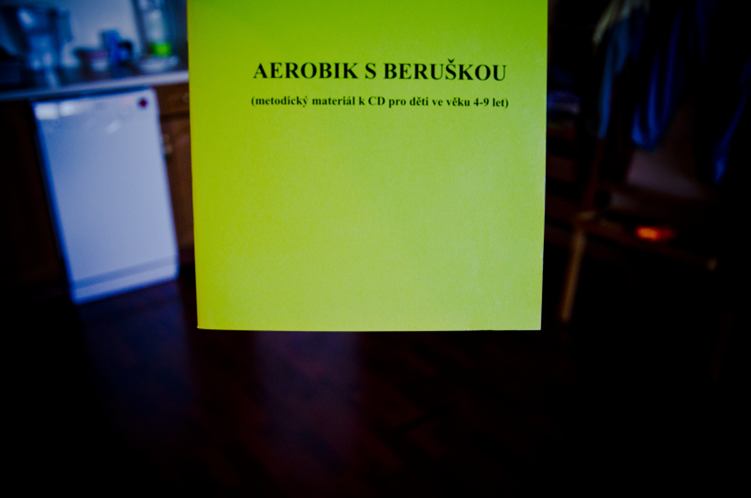 AEROBIK S BERUŠKOU
(metodický materiál k CD pro děti ve věku 4-9 let)